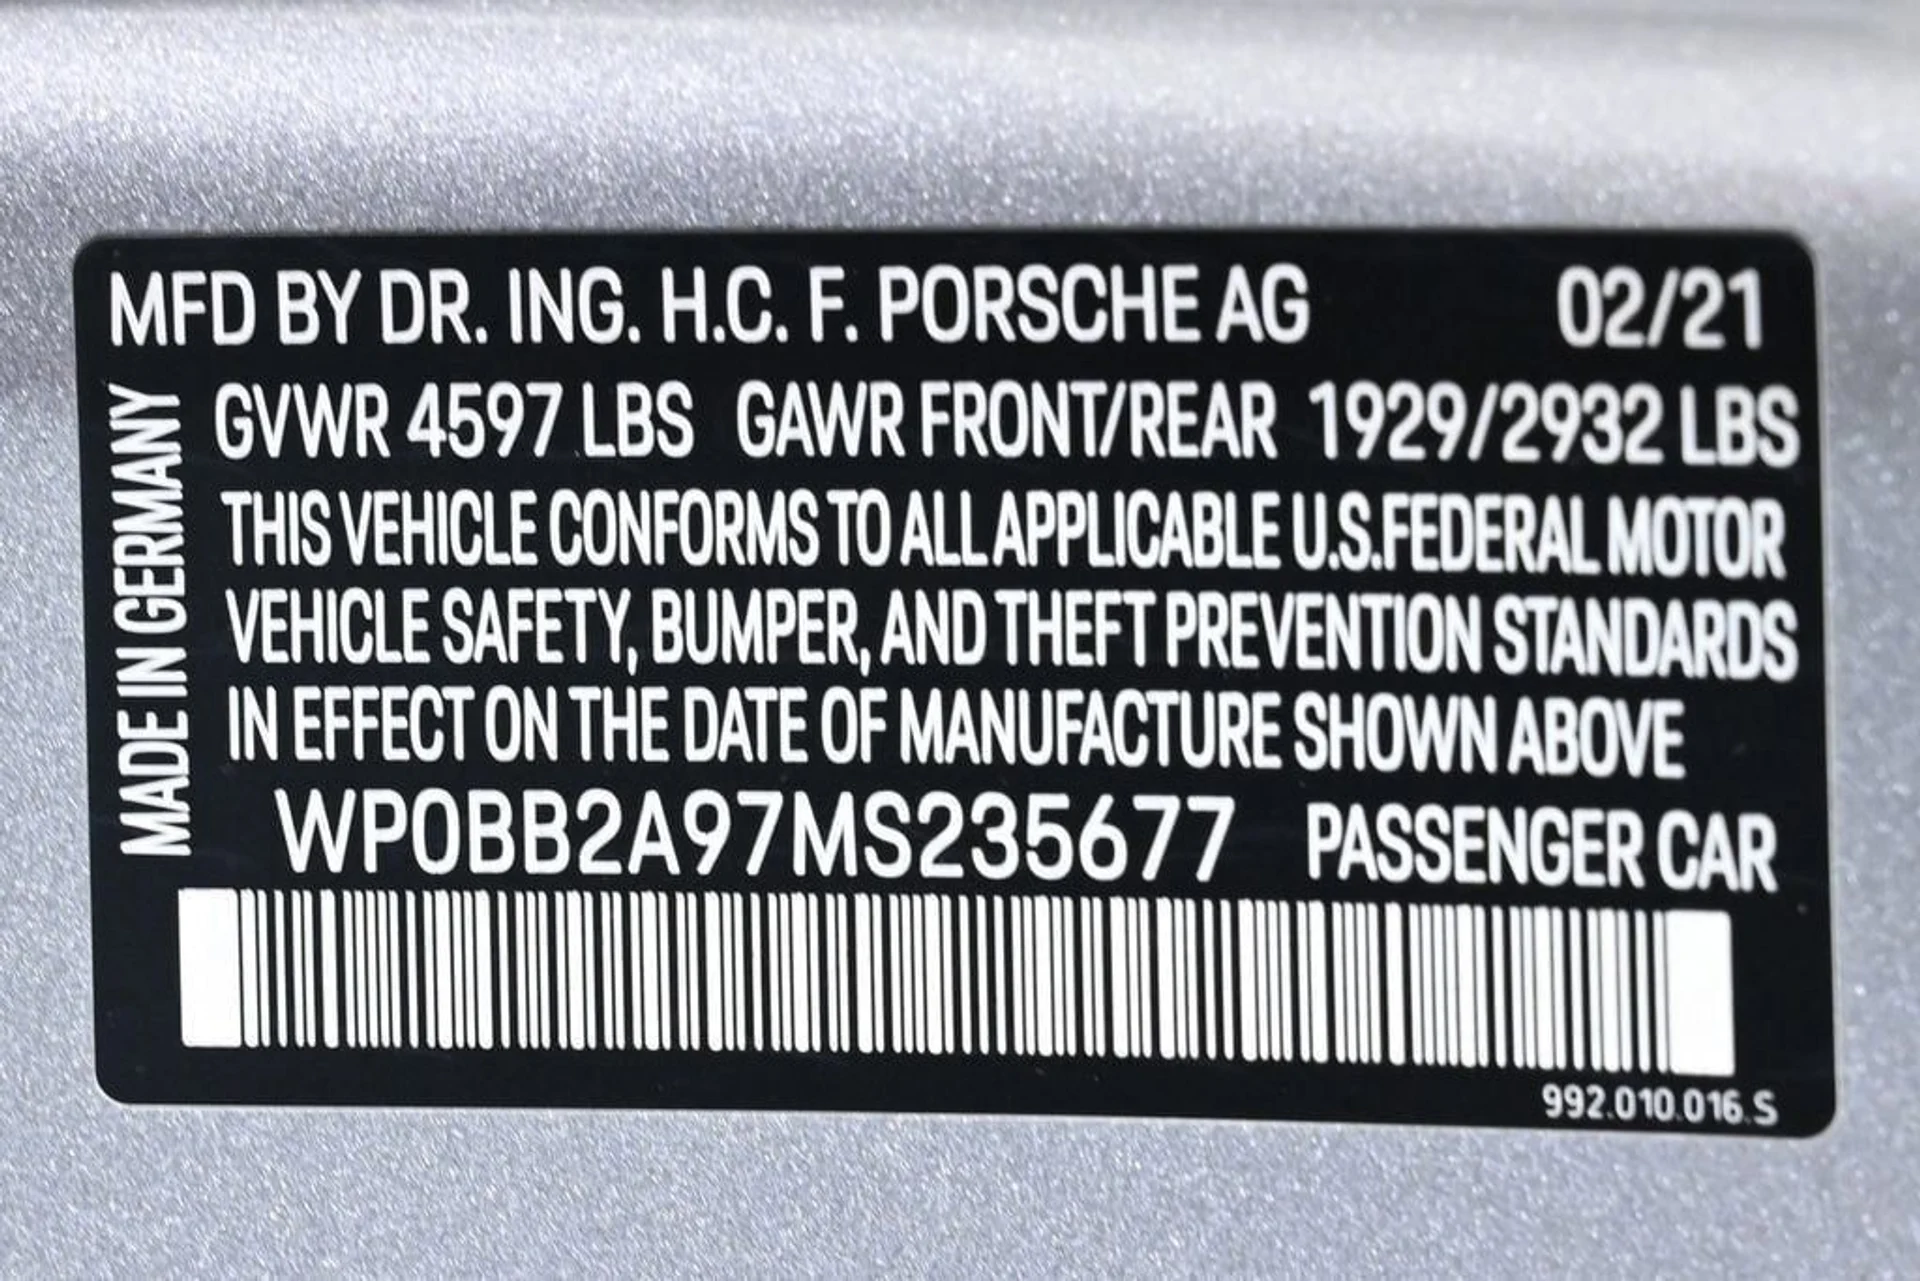 MFD BY DR. ING. H.C. F. PORSCHE AG 02/21
MADE IN GERMANY
GVWR 4597 LBS GAWR FRONT/REAR 1929/2932 LBS
THIS VEHICLE CONFORMS TO ALL APPLICABLE U.S.FEDERAL MOTOR
VEHICLE SAFETY, BUMPER, AND THEFT PREVENTION STANDARDS
IN EFFECT ON THE DATE OF MANUFACTURE SHOWN ABOVE
WP0BB2A97MS235677 PASSENGER CAR
992.010.016.S